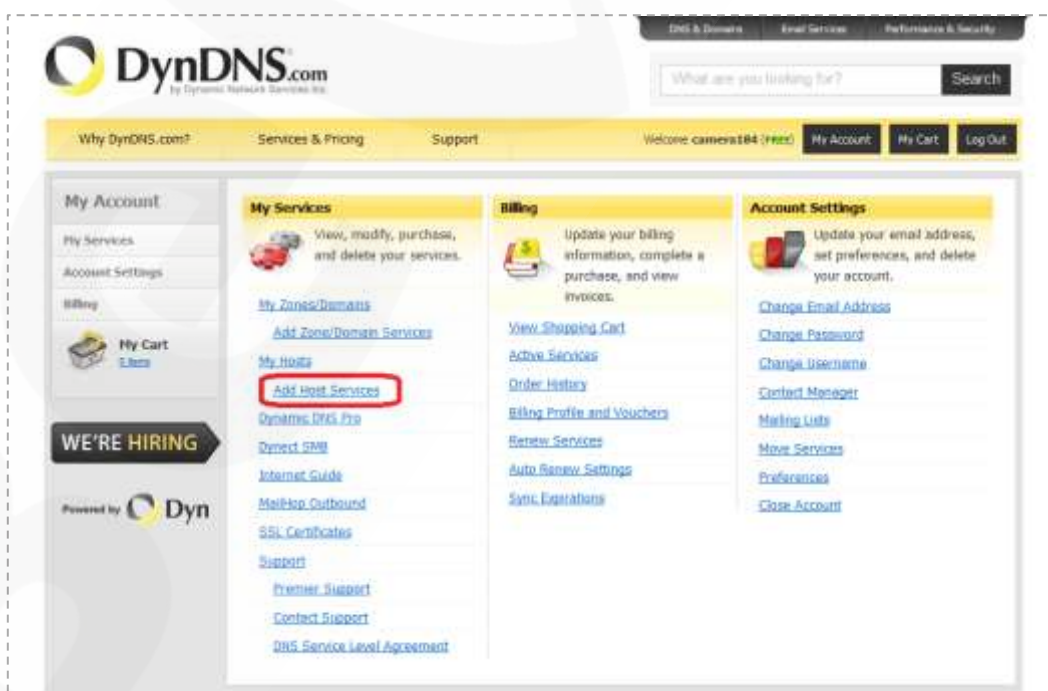 DNS & Domains Email Services Performance & Security
DynDNS.com
by Dynamic Network Services Inc.
What are you looking for? Search
Why DynDNS.com? Services & Pricing Support Welcome camera184 (FREE) My Account My Cart Log Out
My Account
My Services
Account Settings
Billing
My Cart
WE'RE HIRING
Powered by Dyn
My Services
View, modify, purchase,
and delete your services.
My Zones/Domains
Add Zone/Domain Services
My Hosts
Add Host Services
Dynamic DNS Pro
Dynect SMB
Internet Guide
MailHop Outbound
SSL Certificates
Support
Premier Support
Contact Support
DNS Service Level Agreement
Billing
Update your billing
information, complete a
purchase, and view
invoices.
View Shopping Cart
Active Services
Order History
Billing Profile and Vouchers
Renew Services
Auto Renew Settings
Sync Expirations
Account Settings
Update your email address,
set preferences, and delete
your account.
Change Email Address
Change Password
Change Username
Contact Manager
Mailing Lists
Move Services
Preferences
Close Account